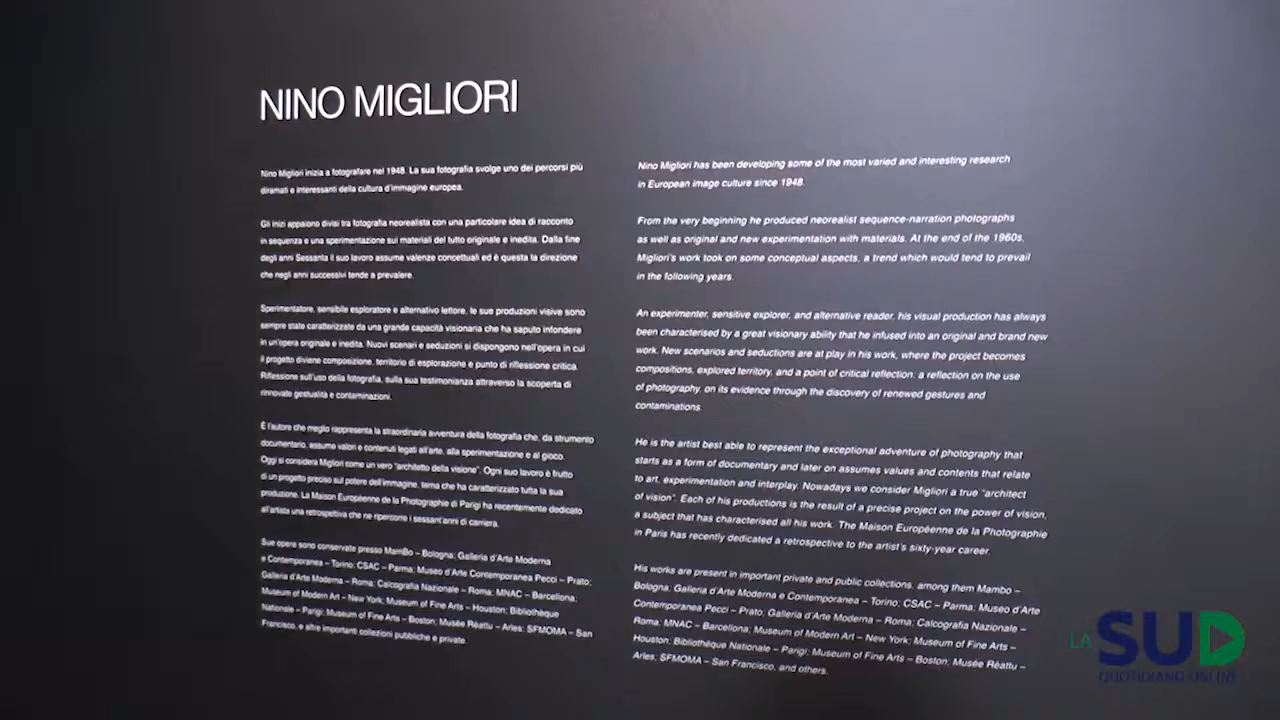 NINO MIGLIORI
Nino Migliori inizia a fotografare nel 1948. La sua fotografia svolge uno dei percorsi più
diramati e interessanti della cultura d'immagine europea.
Gli inizi appaiono divisi tra fotografia neorealista con una particolare idea di racconto
in sequenza e una sperimentazione sui materiali del tutto originale e inedita. Dalla fine
degli anni Sessanta il suo lavoro assume valenze concettuali ed è questa la direzione
che negli anni successivi tende a prevalere.
Sperimentatore, sensibile esploratore e alternativo lettore, le sue produzioni visive sono
sempre state caratterizzate da una grande capacità visionaria che ha saputo infondere
in un'opera originale e inedita. Nuovi scenari e seduzioni si dispongono nell'opera in cui
il progetto diviene composizione, territorio di esplorazione e punto di riflessione critica.
Riflessione sull'uso della fotografia, sulla sua testimonianza attraverso la scoperta di
rinnovate gestualità e contaminazioni.
È l'autore che meglio rappresenta la straordinaria avventura della fotografia che, da strumento
documentario, assume valori e contenuti legati all'arte, alla sperimentazione e al gioco.
Oggi si considera Migliori come un vero "architetto della visione". Ogni suo lavoro è frutto
di un progetto preciso sul potere dell'immagine, tema che ha caratterizzato tutta la sua
produzione. La Maison Européenne de la Photographie di Parigi ha recentemente dedicato
all'artista una retrospettiva che ne ripercorre i sessant'anni di carriera.
Sue opere sono conservate presso MamBo – Bologna; Galleria d'Arte Moderna
e Contemporanea – Torino; CSAC – Parma; Museo d'Arte Contemporanea Pecci – Prato;
Galleria d'Arte Moderna – Roma; Calcografia Nazionale – Roma; MNAC – Barcellona;
Museum of Modern Art – New York; Museum of Fine Arts – Houston; Bibliothèque
Nationale – Parigi; Museum of Fine Arts – Boston; Musée Réattu – Arles; SFMOMA – San
Francisco, e altre importanti collezioni pubbliche e private.
Nino Migliori has been developing some of the most varied and interesting research
in European image culture since 1948.
From the very beginning he produced neorealist sequence-narration photographs
as well as original and new experimentation with materials. At the end of the 1960s,
Migliori's work took on some conceptual aspects, a trend which would tend to prevail
in the following years.
An experimenter, sensitive explorer, and alternative reader, his visual production has always
been characterised by a great visionary ability that he infused into an original and brand new
work. New scenarios and seductions are at play in his work, where the project becomes
compositions, explored territory, and a point of critical reflection: a reflection on the use
of photography, on its evidence through the discovery of renewed gestures and
contaminations.
He is the artist best able to represent the exceptional adventure of photography that
starts as a form of documentary and later on assumes values and contents that relate
to art, experimentation and interplay. Nowadays we consider Migliori a true "architect
of vision". Each of his productions is the result of a precise project on the power of vision,
a subject that has characterised all his work. The Maison Européenne de la Photographie
in Paris has recently dedicated a retrospective to the artist's sixty-year career.
His works are present in important private and public collections, among them Mambo –
Bologna; Galleria d'Arte Moderna e Contemporanea – Torino; CSAC – Parma; Museo d'Arte
Contemporanea Pecci – Prato; Galleria d'Arte Moderna – Roma; Calcografia Nazionale –
Roma; MNAC – Barcellona; Museum of Modern Art – New York; Museum of Fine Arts –
Houston; Bibliothèque Nationale – Parigi; Museum of Fine Arts – Boston; Musée Réattu –
Arles; SFMOMA – San Francisco, and others.
LA SUD
QUOTIDIANO ONLINE